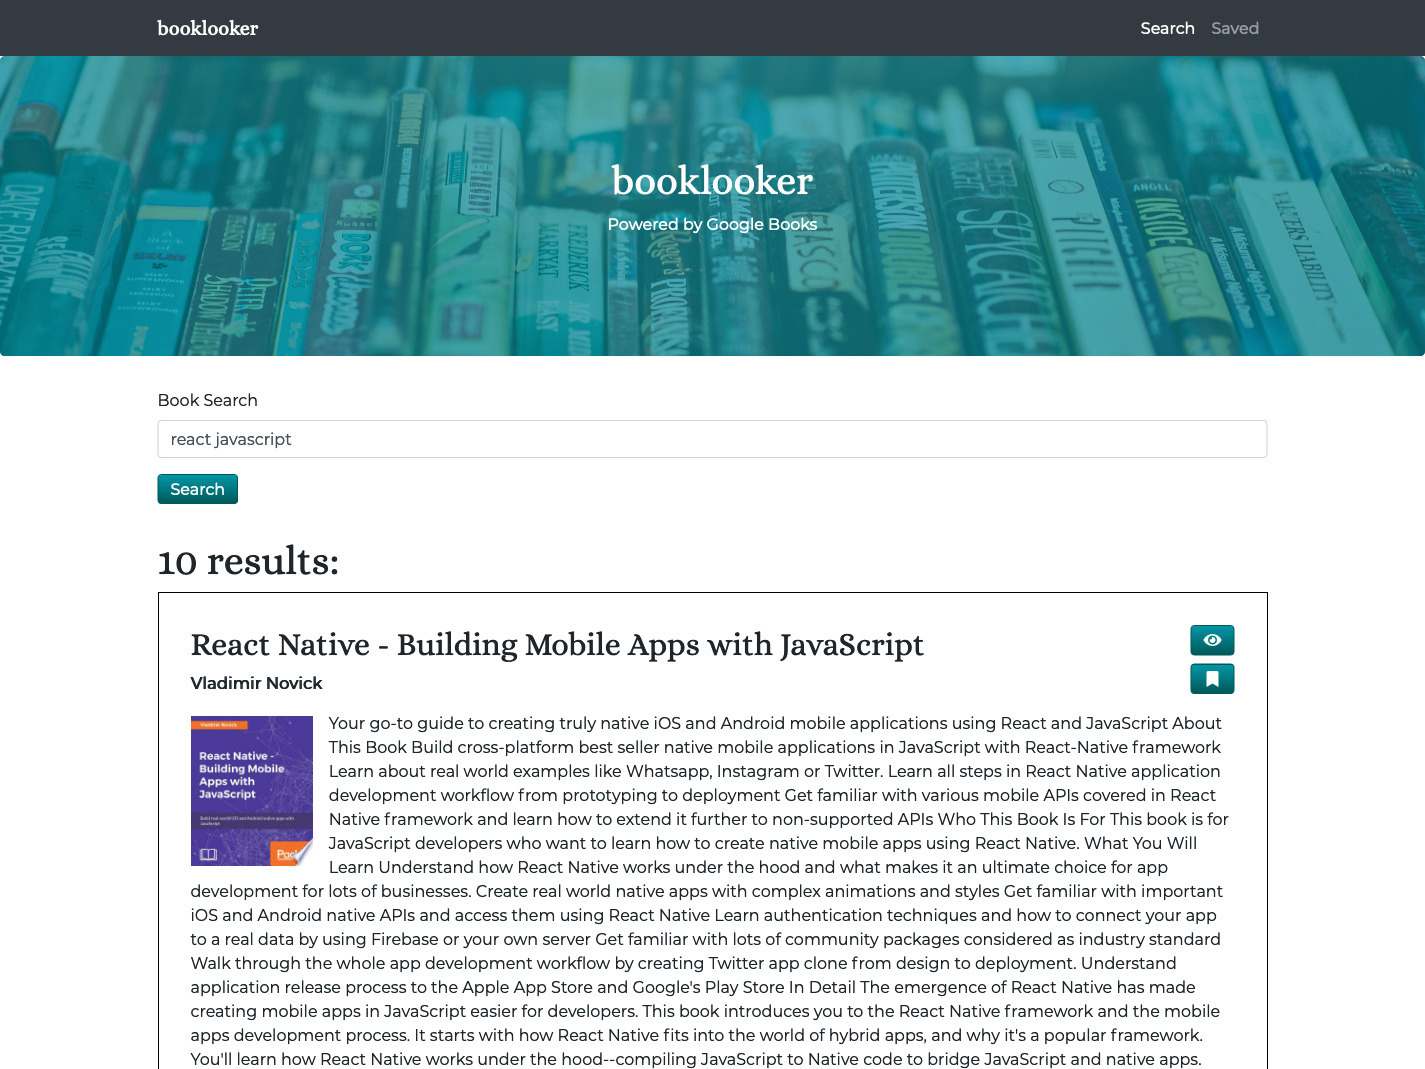 booklooker
Search
Saved
booklooker
Powered by Google Books
Book Search
react javascript
Search
10 results:
React Native - Building Mobile Apps with JavaScript
Vladimir Novick
Vladimir Novick
React Native -
Building Mobile
Apps with
JavaScript
Your go-to guide to creating truly native iOS and Android mobile applications using React and JavaScript About
This Book Build cross-platform best seller native mobile applications in JavaScript with React-Native framework
Learn about real world examples like Whatsapp, Instagram or Twitter. Learn all steps in React Native application
development workflow from prototyping to deployment Get familiar with various mobile APIs covered in React
Native framework and learn how to extend it further to non-supported APIs Who This Book Is For This book is for
JavaScript developers who want to learn how to create native mobile apps using React Native. What You Will
Learn Understand how React Native works under the hood and what makes it an ultimate choice for app
development for lots of businesses. Create real world native apps with complex animations and styles Get familiar with important
iOS and Android native APIs and access them using React Native Learn authentication techniques and how to connect your app
to a real data by using Firebase or your own server Get familiar with lots of community packages considered as industry standard
Walk through the whole app development workflow by creating Twitter app clone from design to deployment. Understand
application release process to the Apple App Store and Google's Play Store In Detail The emergence of React Native has made
creating mobile apps in JavaScript easier for developers. This book introduces you to the React Native framework and the mobile
apps development process. It starts with how React Native fits into the world of hybrid apps, and why it's a popular framework.
You'll learn how React Native works under the hood--compiling JavaScript to Native code to bridge JavaScript and native apps.